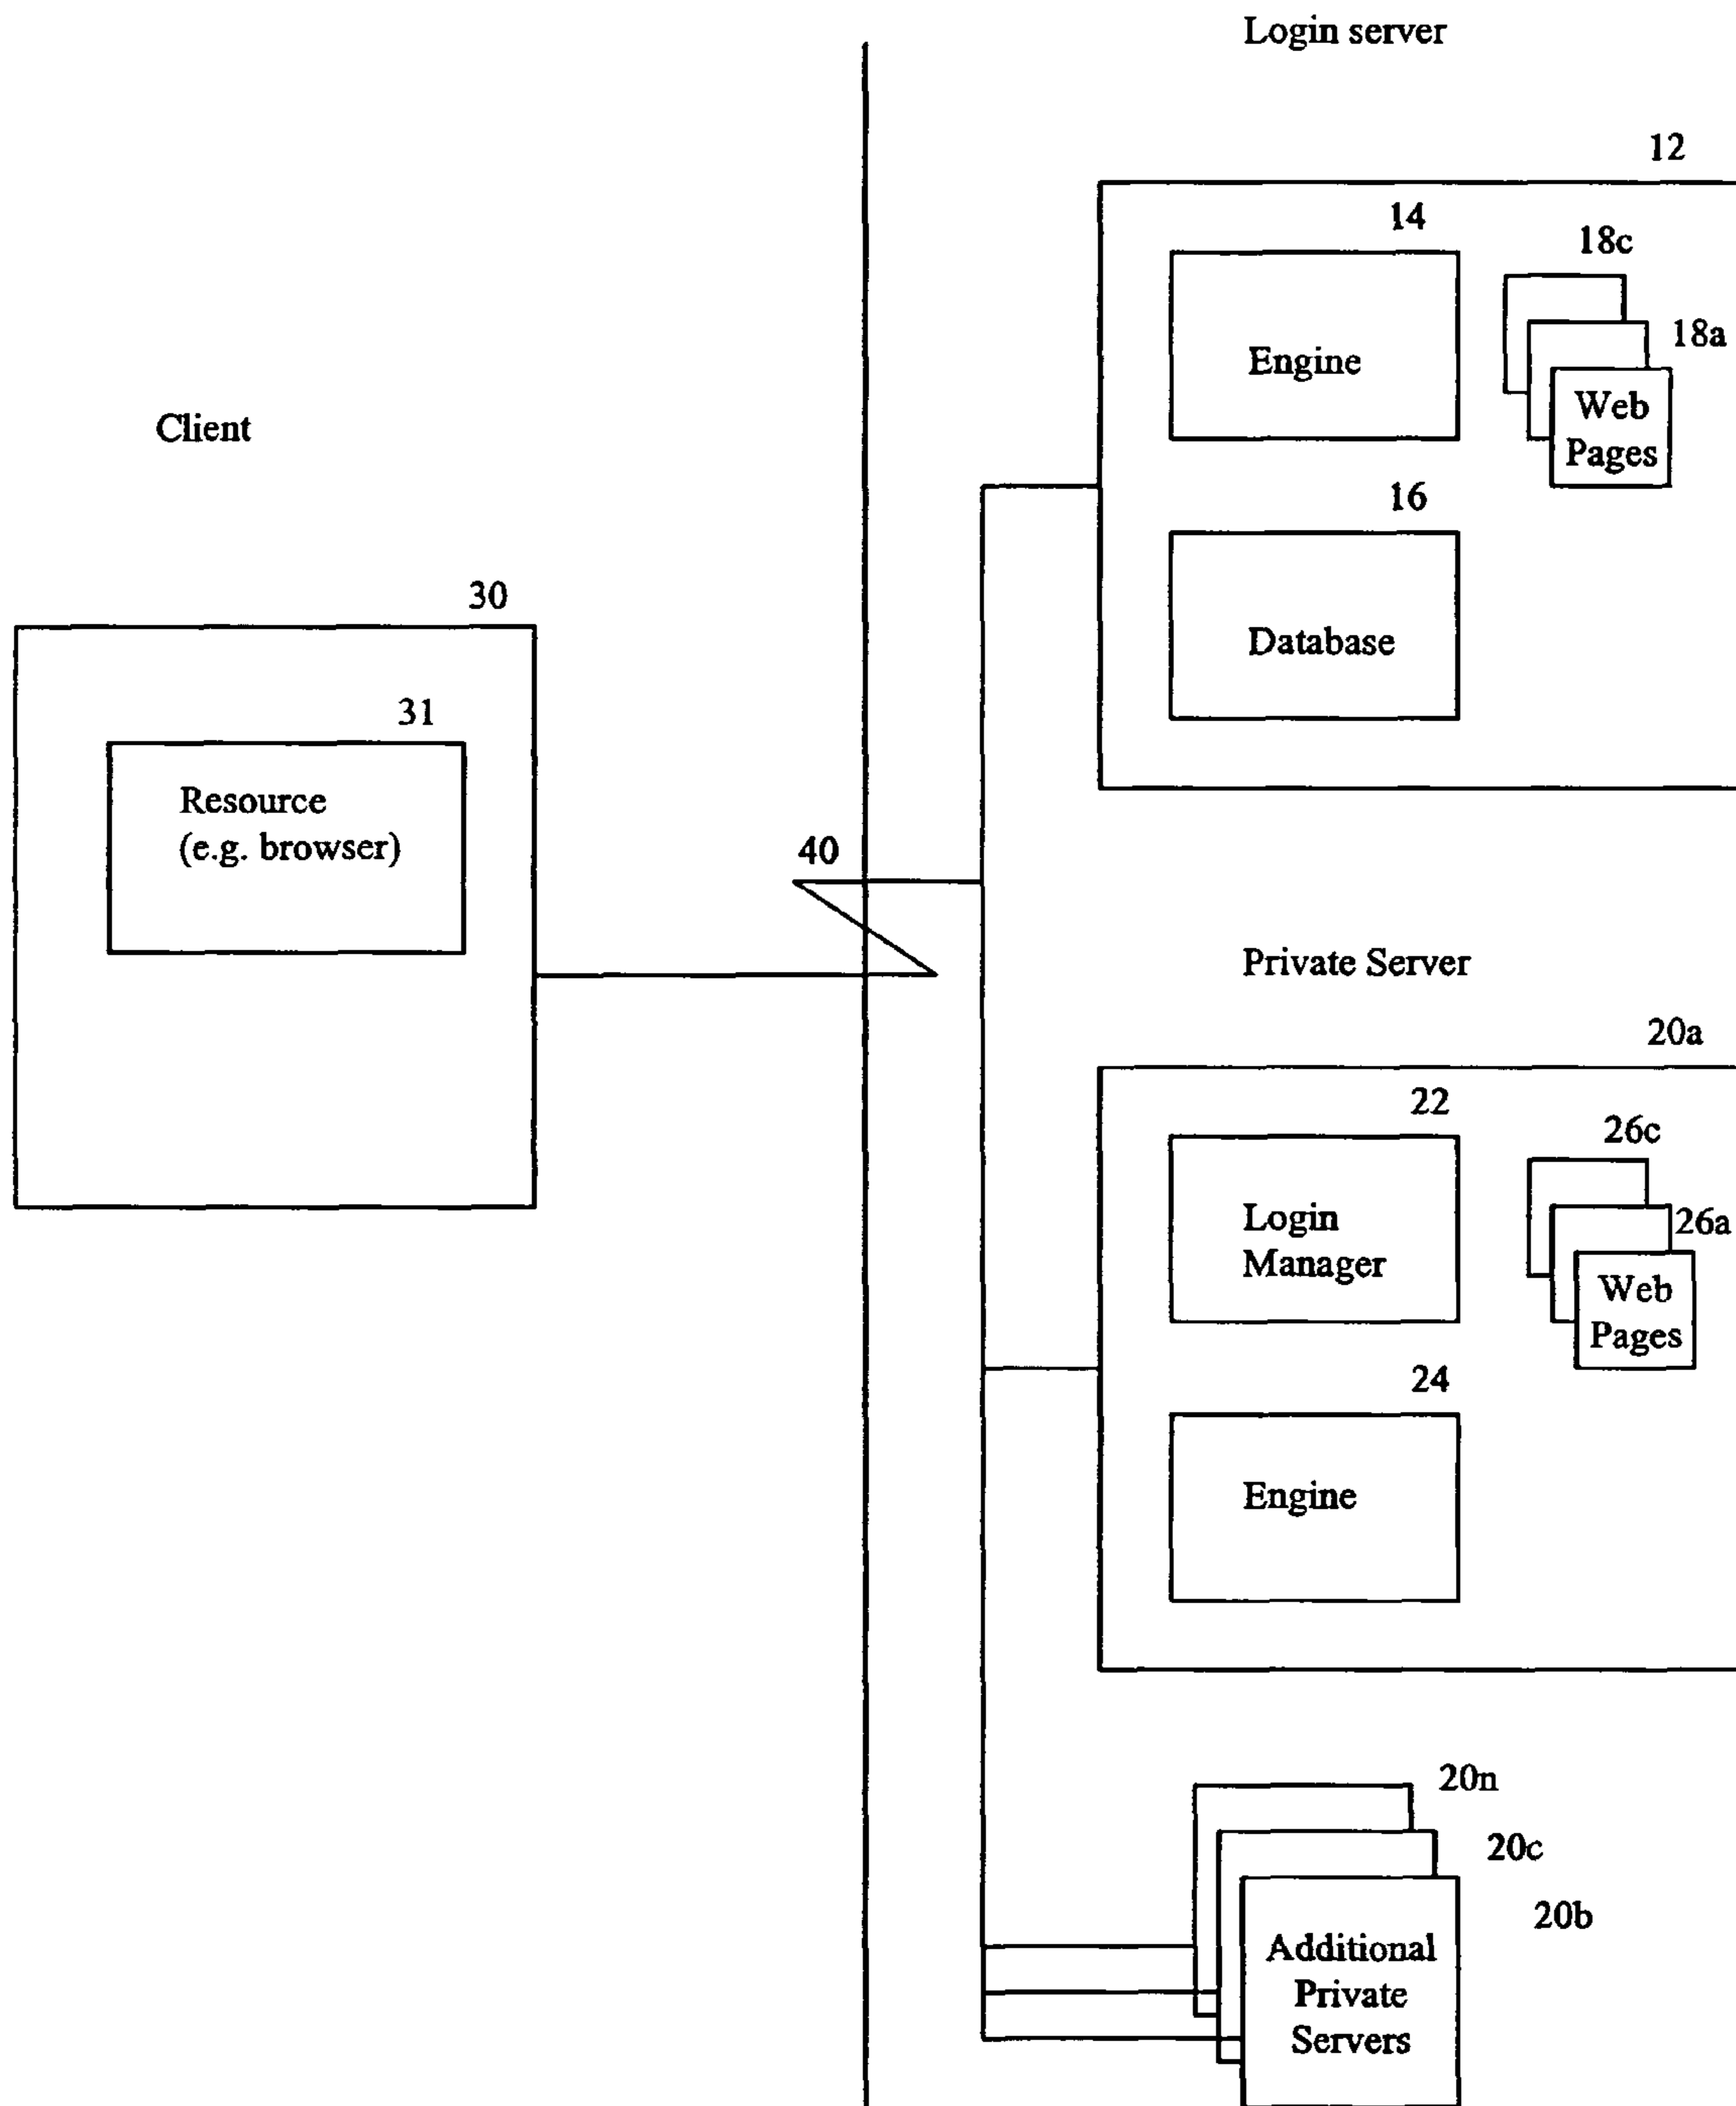 Login server
12
14
18c
18a
Engine
Web
Pages
16
Database
Client
30
31
Resource
(e.g. browser)
40
Private Server
20a
22
26c
26a
Login
Manager
Web
Pages
24
Engine
20n
20c
20b
Additional
Private
Servers